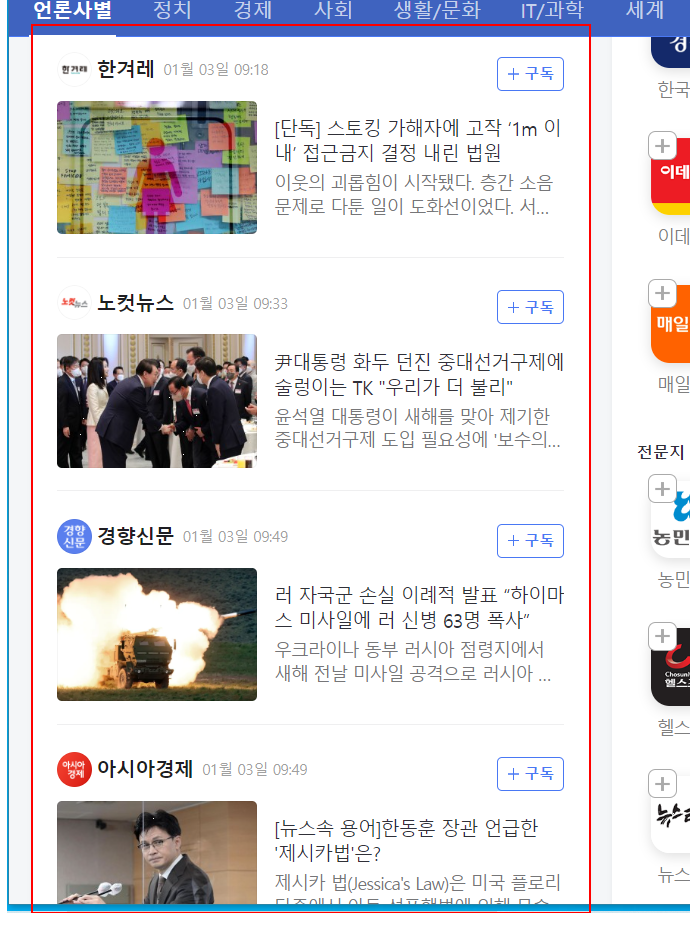 언론사별 정치 경제 사회 생활/문화 IT/과학 세계
한겨레 한겨레 01월 03일 09:18 + 구독
[단독] 스토킹 가해자에 고작 ‘1m 이
내’ 접근금지 결정 내린 법원
이웃의 괴롭힘이 시작됐다. 층간 소음
문제로 다툰 일이 도화선이었다. 서...
노컷뉴스 노컷뉴스 01월 03일 09:33 + 구독
尹대통령 화두 던진 중대선거구제에
술렁이는 TK "우리가 더 불리"
윤석열 대통령이 새해를 맞아 제기한
중대선거구제 도입 필요성에 '보수의...
경향
신문
경향신문 01월 03일 09:49 + 구독
러 자국군 손실 이례적 발표 “하이마
스 미사일에 러 신병 63명 폭사”
우크라이나 동부 러시아 점령지에서
새해 전날 미사일 공격으로 러시아 ...
아시아
경제
아시아경제 01월 03일 09:49 + 구독
[뉴스속 용어]한동훈 장관 언급한
'제시카법'은?
제시카 법(Jessica's Law)은 미국 플로리
한국
이데
이데
매일
매일
전문지
농민
농민
헬스
헬스
뉴스